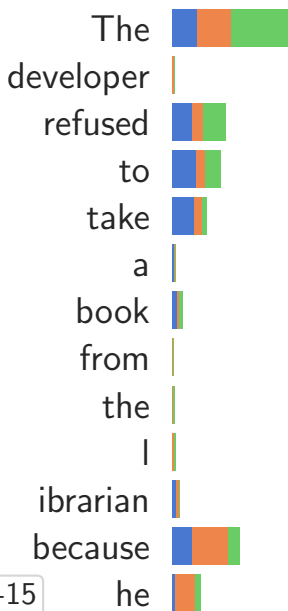 The
developer
refused
to
take
a
book
from
the
l
ibrarian
because
-15 he